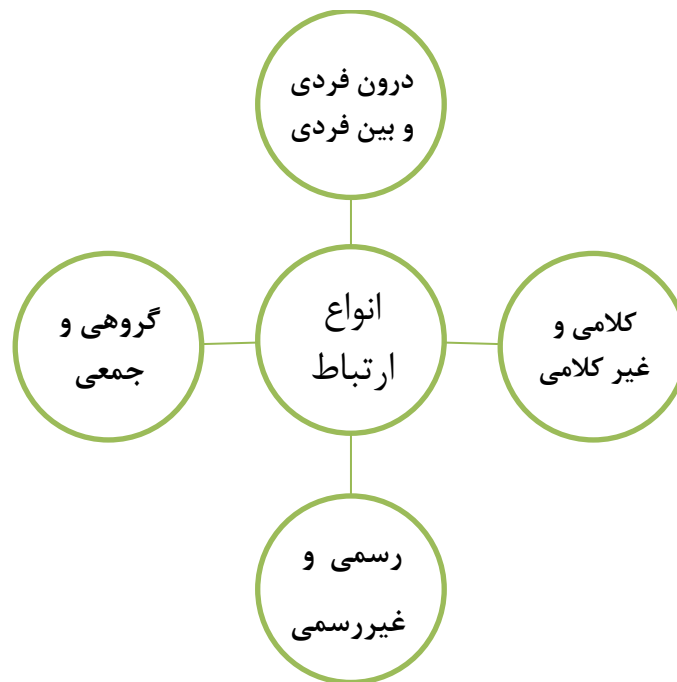 درون فردی
و بین فردی
انواع
ارتباط
کلامی و
غیر کلامی
گروهی و
جمعی
رسمی و
غیررسمی